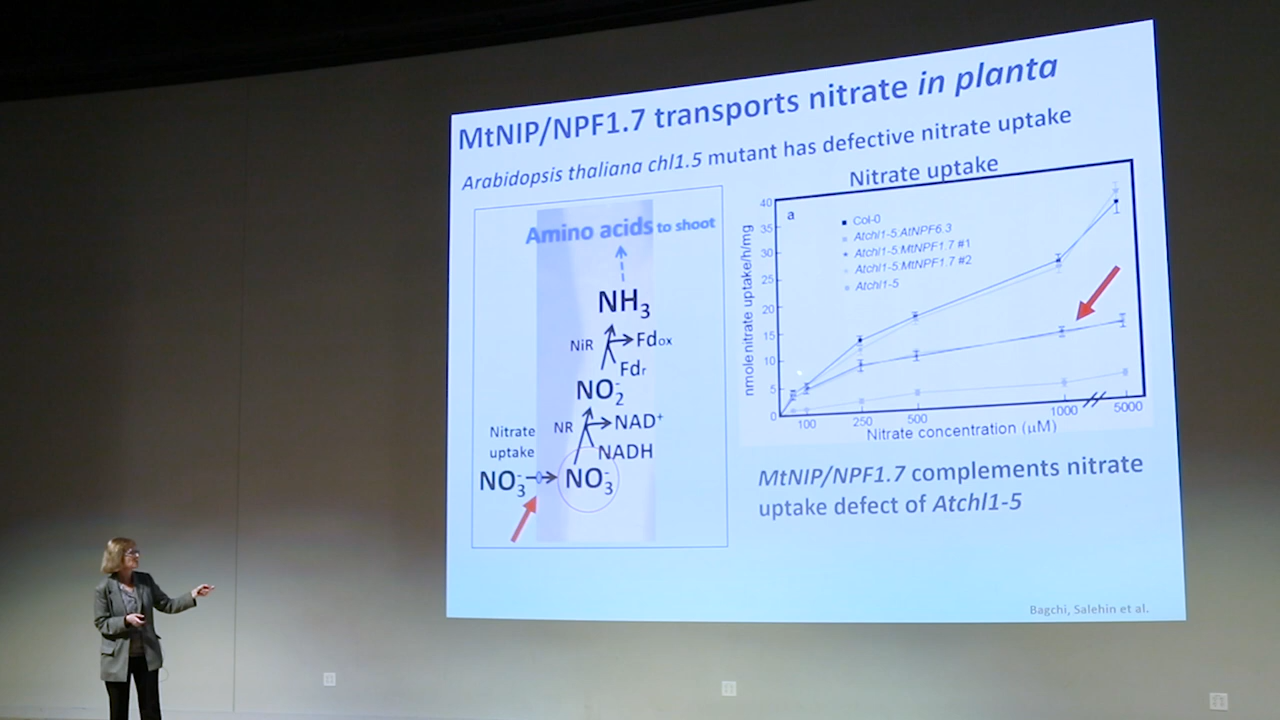 MtNIP/NPF1.7 transports nitrate in planta
Arabidopsis thaliana chl1.5 mutant has defective nitrate uptake
Amino acids to shoot
NH3
NiR
Fdox
Fdr
NO2-
NR
NAD+
NADH
Nitrate
uptake
NO3-
NO3-
Nitrate uptake
a
Col-0
Atchl1-5:AtNPF6.3
Atchl1-5:MtNPF1.7 #1
Atchl1-5:MtNPF1.7 #2
Atchl1-5
nmole nitrate uptake/h/mg
40
35
30
25
20
15
10
5
0
100
250
500
1000
5000
Nitrate concentration (μM)
MtNIP/NPF1.7 complements nitrate
uptake defect of Atchl1-5
Bagchi, Salehin et al.